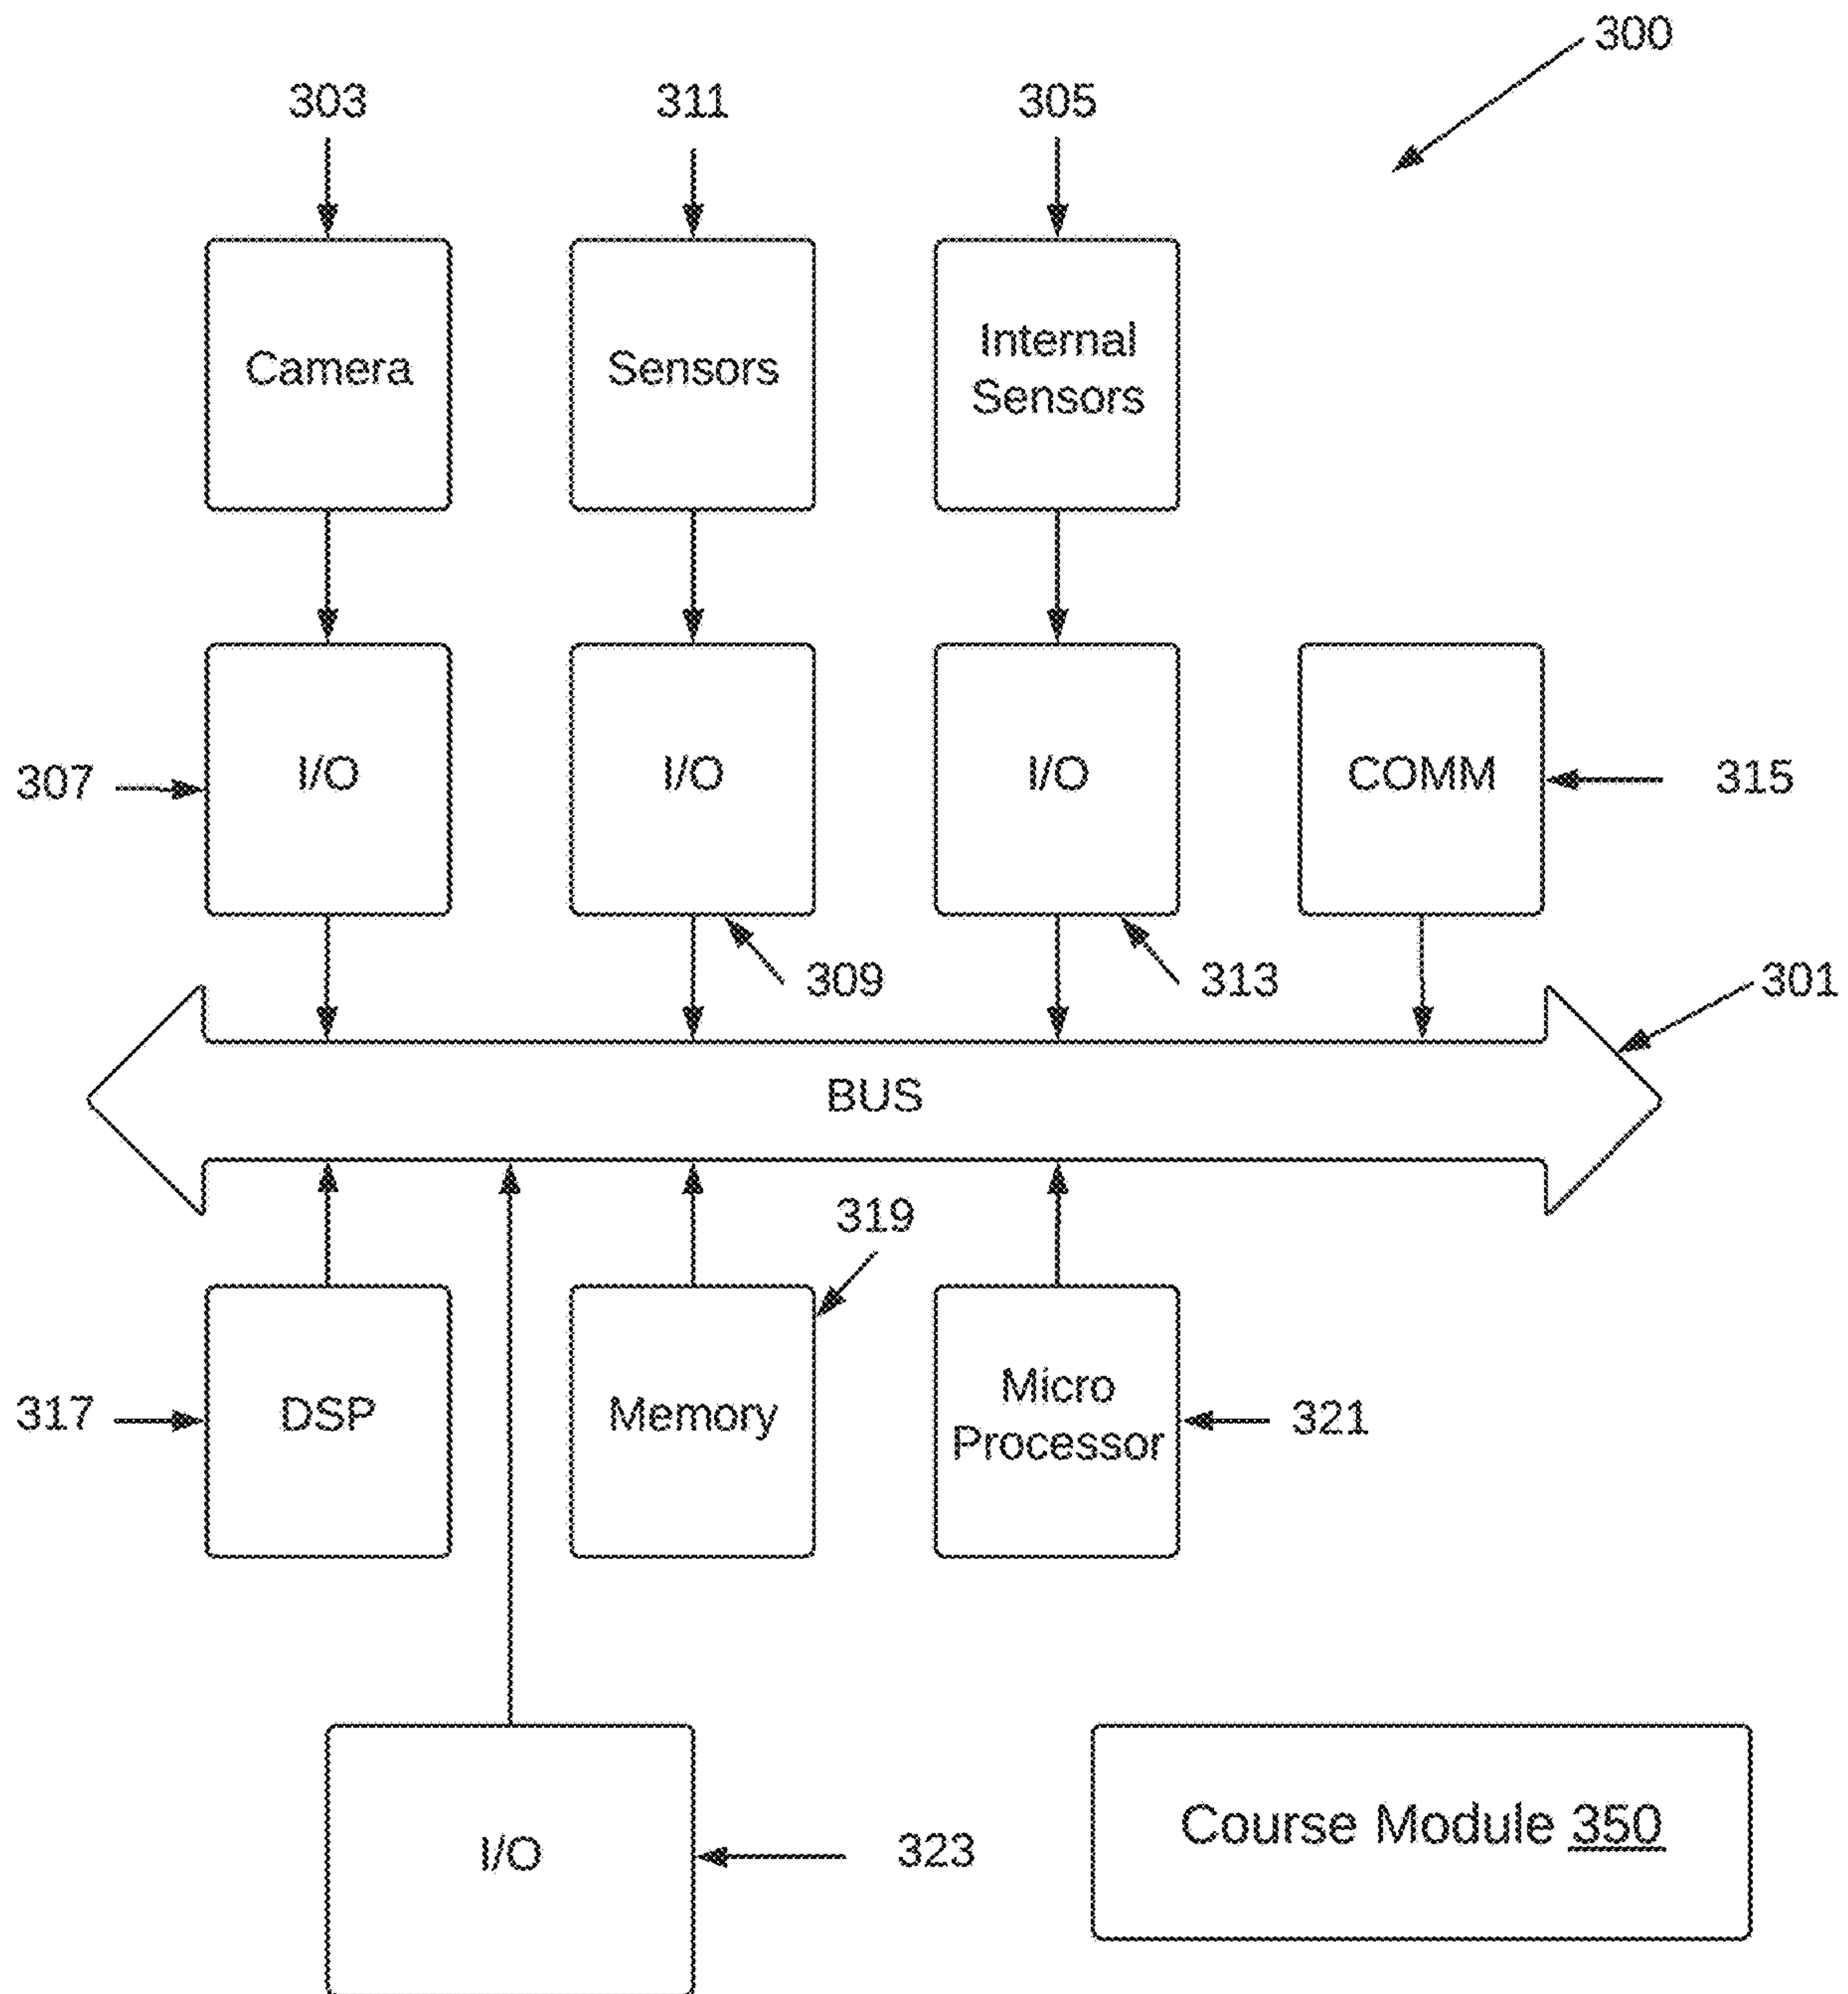 300
303
311
305
Camera
Sensors
Internal
Sensors
307
I/O
I/O
I/O
COMM
315
309
313
301
BUS
319
317
DSP
Memory
Micro
Processor
321
I/O
323
Course Module 350